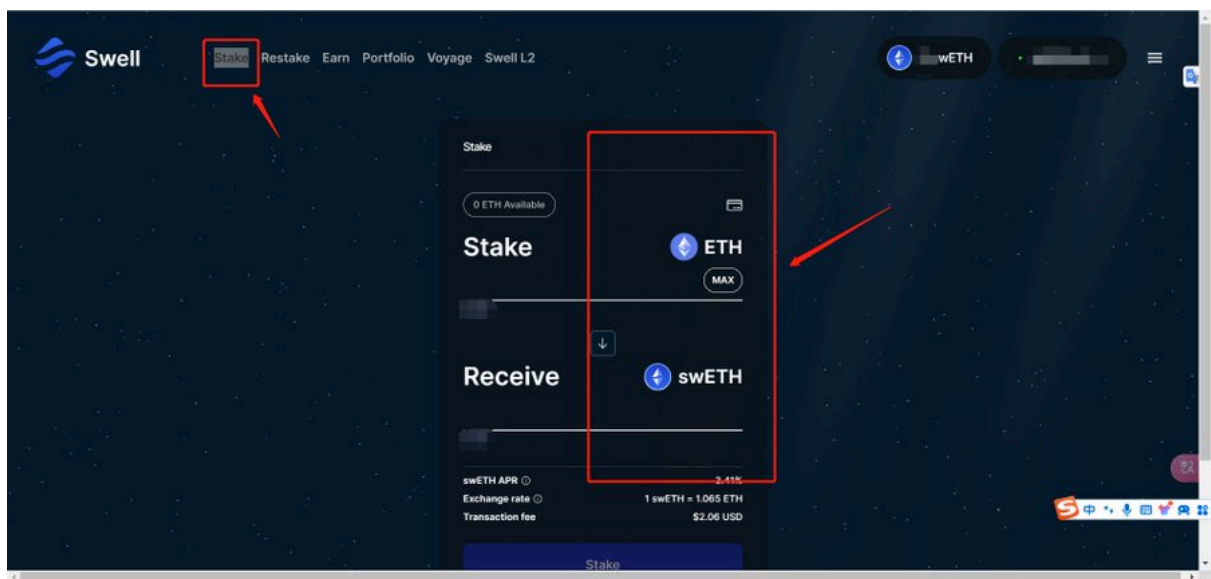 Swell
Stake Restake Earn Portfolio Voyage Swell L2
wETH
Stake
0 ETH Available
Stake
ETH
MAX
Receive
swETH
swETH APR
2.41%
Exchange rate
1 swETH = 1.065 ETH
Transaction fee
$2.06 USD
Stake
中